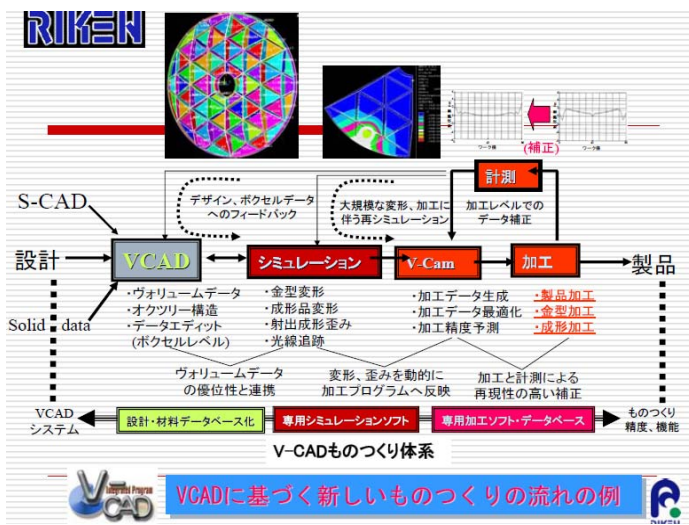 RIKEN
(補正)
ワーク径
ワーク径
計測
S-CAD
デザイン、ボクセルデータ
へのフィードバック
大規模な変形、加工に
伴う再シミュレーション
加工レベルでの
データ補正
設計
VCAD
シミュレーション
V-Cam
加工
製品
Solid data
・ヴォリュームデータ
・オクツリー構造
・データエディット
(ボクセルレベル)
・金型変形
・成形品変形
・射出成形歪み
・光線追跡
・加工データ生成
・加工データ最適化
・加工精度予測
・製品加工
・金型加工
・成形加工
ヴォリュームデータ
の優位性と連携
変形、歪みを動的に
加工プログラムへ反映
加工と計測による
再現性の高い補正
VCAD
システム
設計・材料データベース化
専用シミュレーションソフト
専用加工ソフト・データベース
ものつくり
精度、機能
V-CADものつくり体系
V-CAD
Integrated Program
VCADに基づく新しいものつくりの流れの例
RIKEN